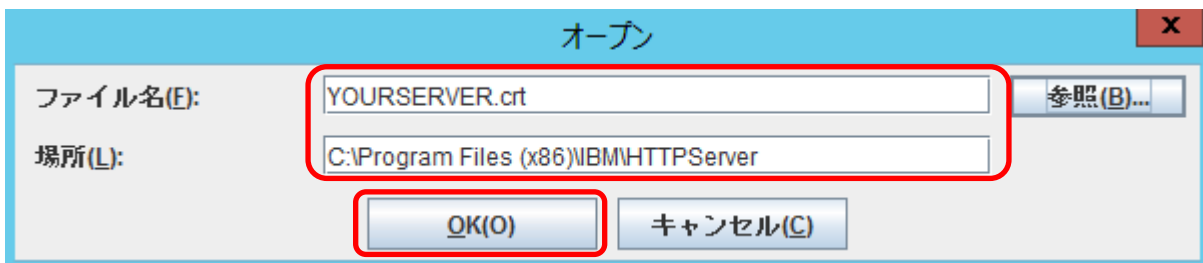 オープン
x
ファイル名(F): YOURSERVER.crt 参照(B)...
場所(L): C:\Program Files (x86)\IBM\HTTPServer
OK(O) キャンセル(C)